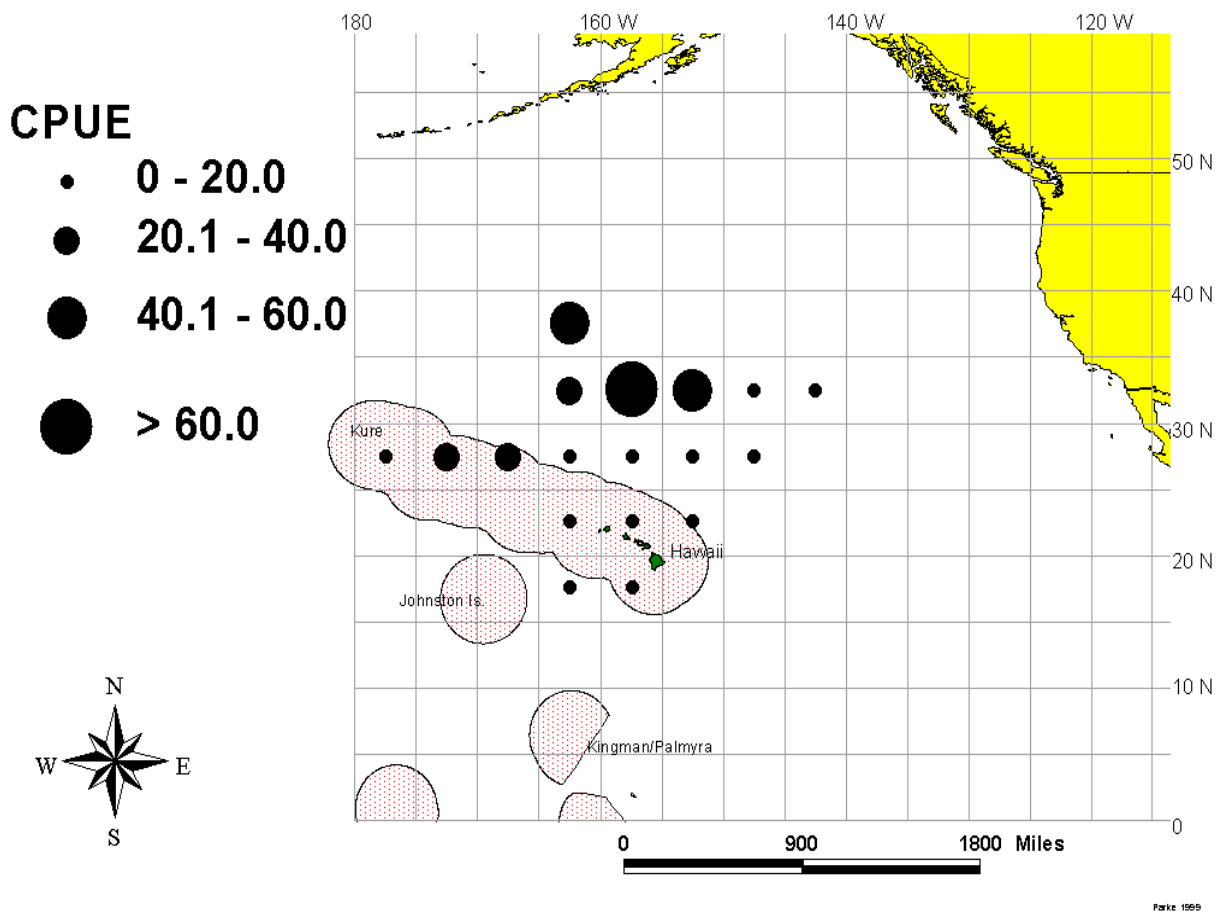 180 160 W 140 W 120 W
CPUE
0 - 20.0
20.1 - 40.0
40.1 - 60.0
> 60.0
50 N
40 N
30 N
20 N
10 N
0
Kure
Hawaii
Johnston Is.
Kingman/Palmyra
N
W E
S
0 900 1800 Miles
Parke 1999